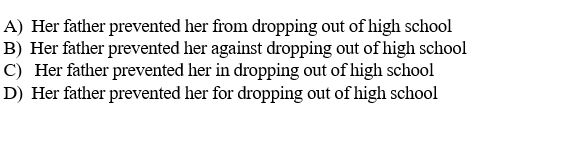 A) Her father prevented her from dropping out of high school
B) Her father prevented her against dropping out of high school
C) Her father prevented her in dropping out of high school
D) Her father prevented her for dropping out of high school